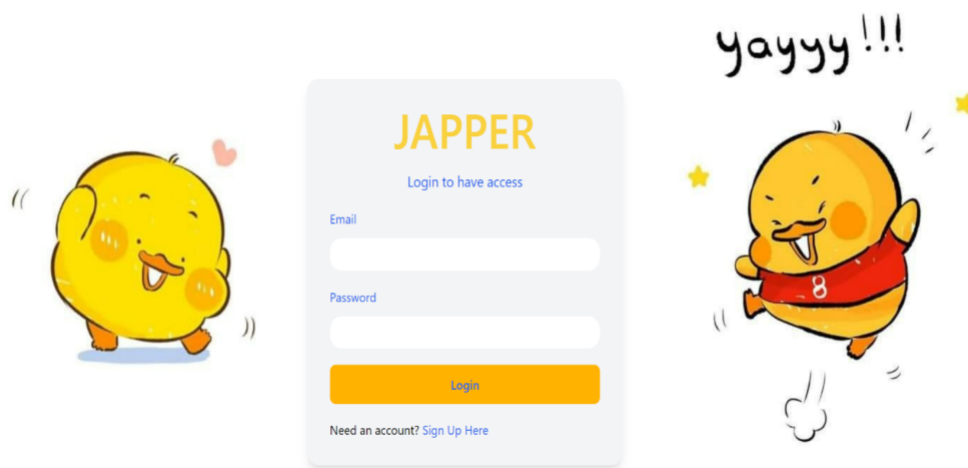 yayyy!!!
JAPPER
Login to have access
Email
Password
Login
Need an account? Sign Up Here
8